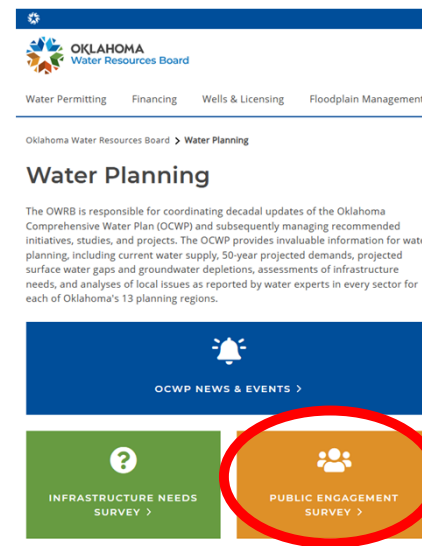 OKLAHOMA
Water Resources Board
Water Permitting Financing Wells & Licensing Floodplain Management
Oklahoma Water Resources Board > Water Planning
Water Planning
The OWRB is responsible for coordinating decadal updates of the Oklahoma
Comprehensive Water Plan (OCWP) and subsequently managing recommended
initiatives, studies, and projects. The OCWP provides invaluable information for wate
planning, including current water supply, 50-year projected demands, projected
surface water gaps and groundwater depletions, assessments of infrastructure
needs, and analyses of local issues as reported by water experts in every sector for
each of Oklahoma's 13 planning regions.
OCWP NEWS & EVENTS >
?
INFRASTRUCTURE NEEDS
SURVEY >
PUBLIC ENGAGEMENT
SURVEY >